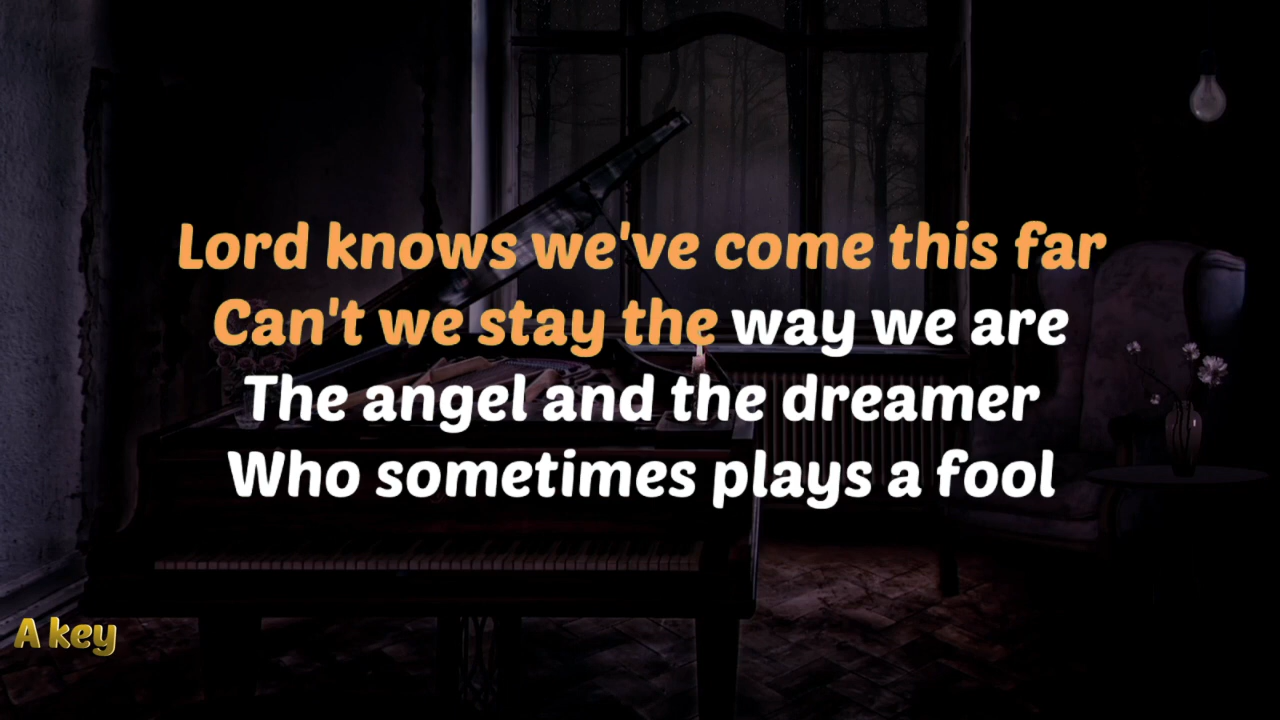 Lord knows we've come this far
Can't we stay the way we are
The angel and the dreamer
Who sometimes plays a fool
A key